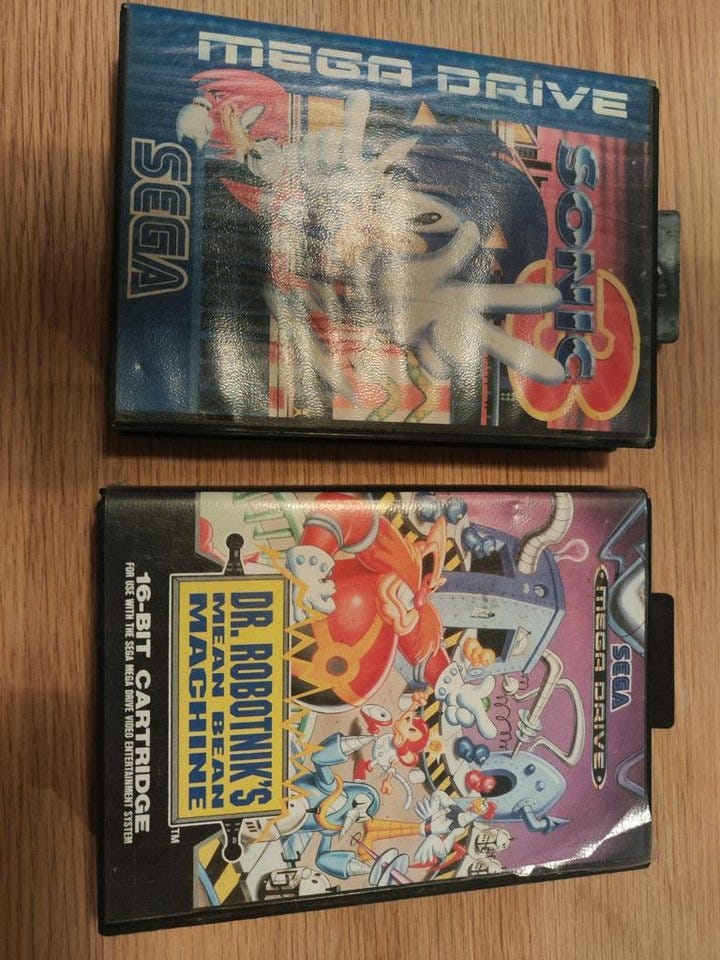 MEGA DRIVE
SEGA
SONIC
3
SEGA
MEGA DRIVE
DR. ROBOTNIK'S
MEAN BEAN
MACHINE
TM
16-BIT CARTRIDGE
FOR USE WITH THE SEGA MEGA DRIVE VIDEO ENTERTAINMENT SYSTEM